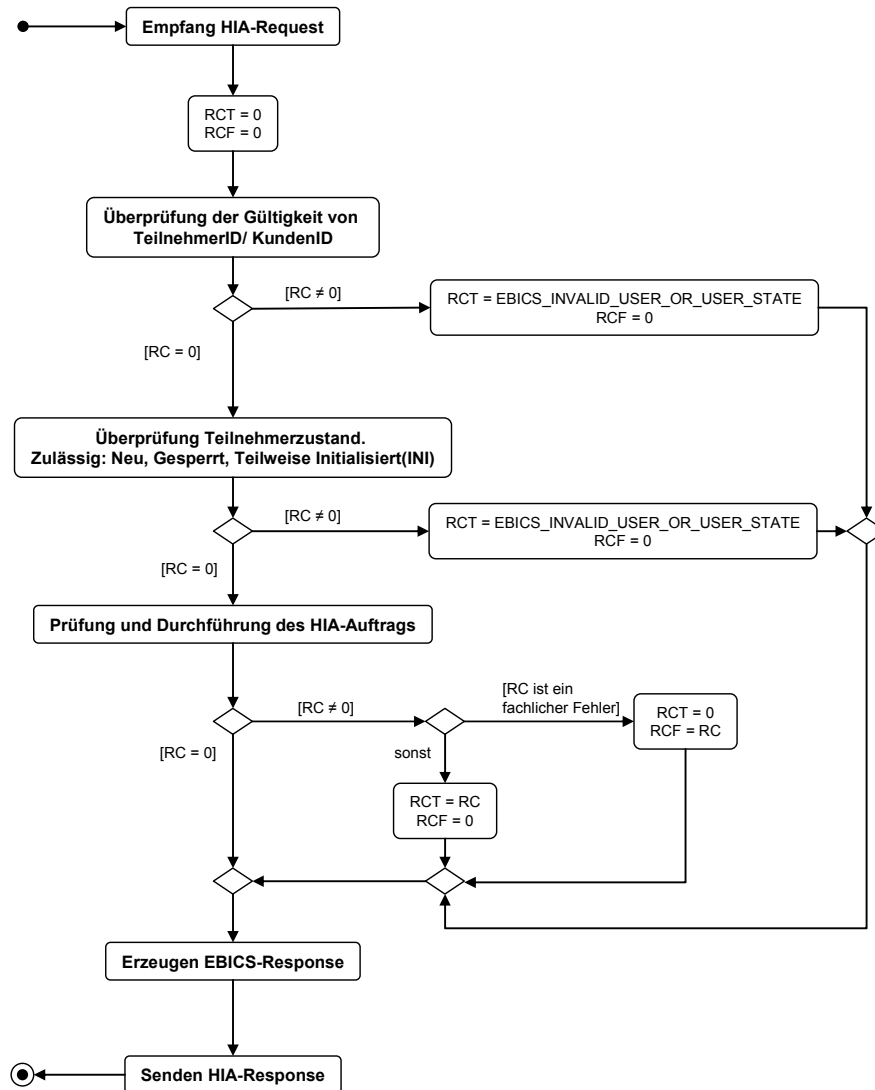 Empfang HIA-Request
RCT = 0
RCF = 0
Überprüfung der Gültigkeit von
TeilnehmerID/ KundenID
[RC ≠ 0]
RCT = EBICS_INVALID_USER_OR_USER_STATE
RCF = 0
[RC = 0]
Überprüfung Teilnehmerzustand.
Zulässig: Neu, Gesperrt, Teilweise Initialisiert(INI)
[RC ≠ 0]
RCT = EBICS_INVALID_USER_OR_USER_STATE
RCF = 0
[RC = 0]
Prüfung und Durchführung des HIA-Auftrags
[RC ≠ 0]
[RC ist ein
fachlicher Fehler]
RCT = 0
RCF = RC
[RC = 0]
sonst
RCT = RC
RCF = 0
Erzeugen EBICS-Response
Senden HIA-Response